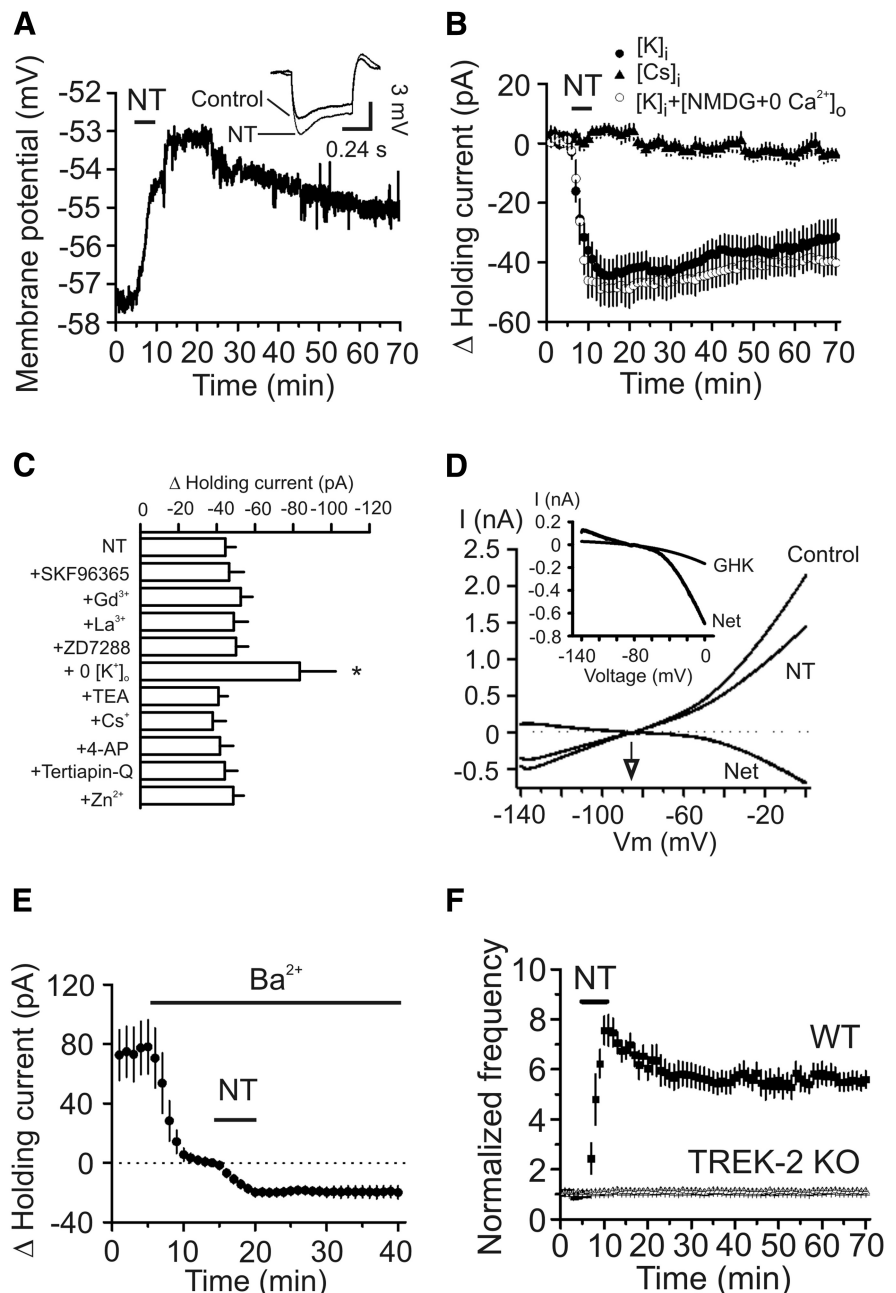 A
Membrane potential (mV)
-52
-53
-54
-55
-56
-57
-58
NT
Control
NT
3 mV
0.24 s
0 10 20 30 40 50 60 70
Time (min)
B
[K]i
[Cs]i
[K]i+[NMDG+0 Ca2+]o
Δ Holding current (pA)
20
0
-20
-40
-60
NT
0 10 20 30 40 50 60 70
Time (min)
C
Δ Holding current (pA)
0 -20 -40 -60 -80 -100 -120
NT
+SKF96365
+Gd3+
+La3+
+ZD7288
+ 0 [K+]o
*
+TEA
+Cs+
+4-AP
+Tertiapin-Q
+Zn2+
D
I (nA)
2.5
2.0
1.5
1.0
0.5
0
-0.5
I (nA)
0.2
0
-0.2
-0.4
-0.6
-0.8
GHK
Net
-140 -80 0
Voltage (mV)
Control
NT
Net
-140 -100 -60 -20
Vm (mV)
E
Δ Holding current (pA)
120
80
40
0
-40
Ba2+
NT
0 10 20 30 40
Time (min)
F
Normalized frequency
10
8
6
4
2
0
NT
WT
TREK-2 KO
0 10 20 30 40 50 60 70
Time (min)